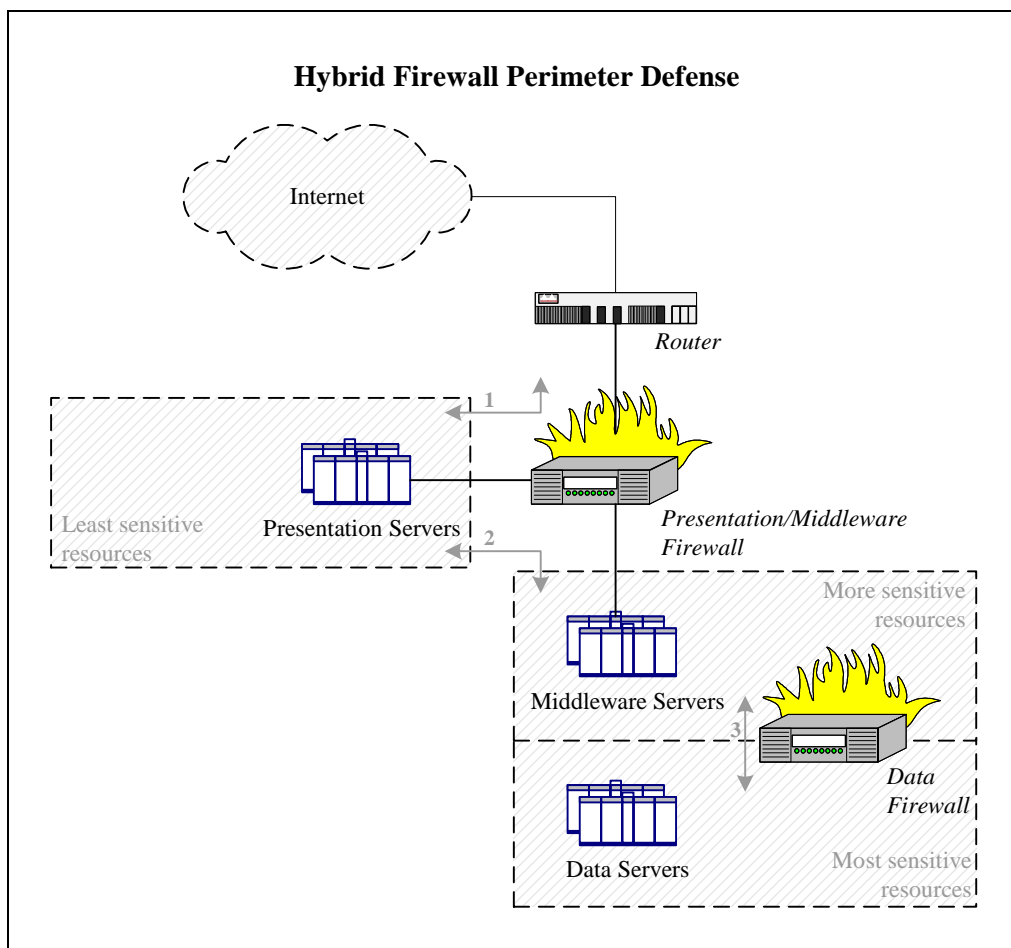 Hybrid Firewall Perimeter Defense
Internet
Router
1
Presentation Servers
Least sensitive
resources
Presentation/Middleware
Firewall
2
More sensitive
resources
Middleware Servers
3
Data
Firewall
Data Servers
Most sensitive
resources